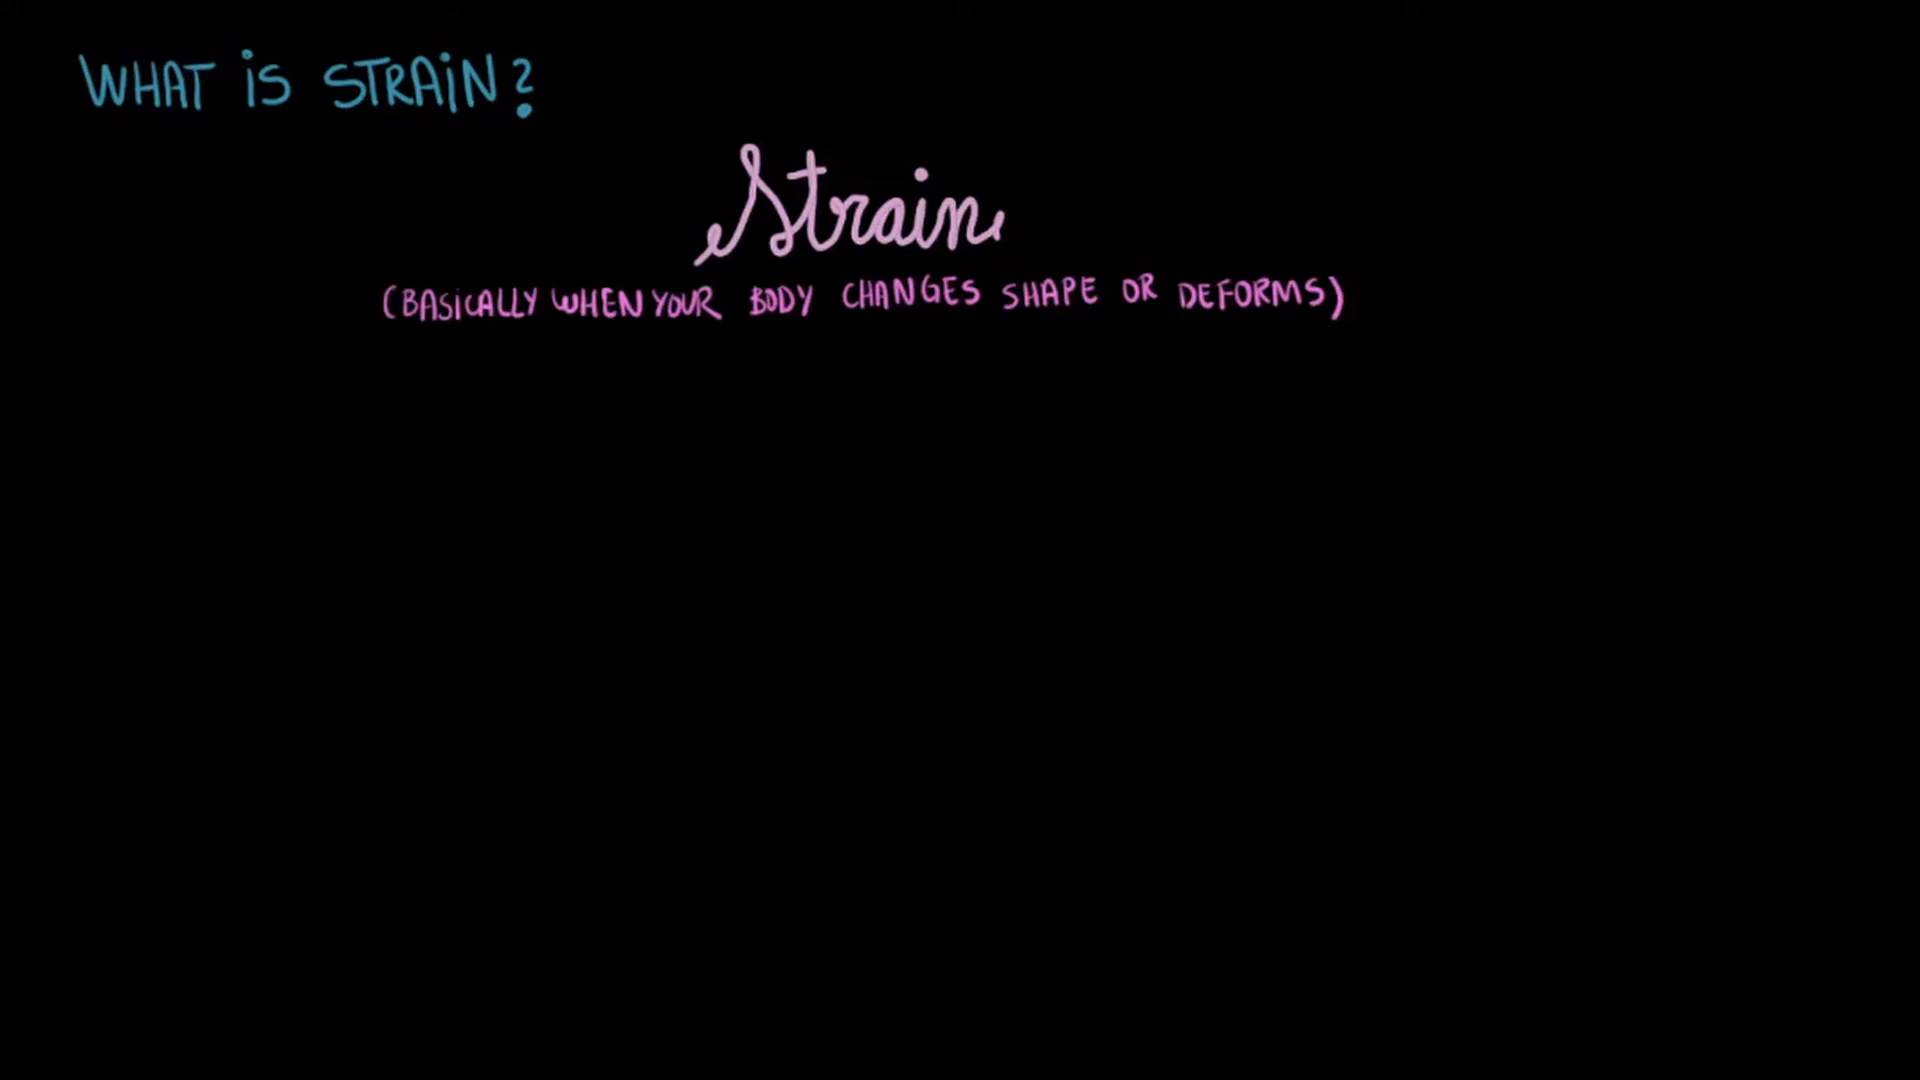 WHAT iS STRAiN?
Strain
(BASiCALLY WHEN YOUR BODY CHANGES SHAPE OR DEFORMS)